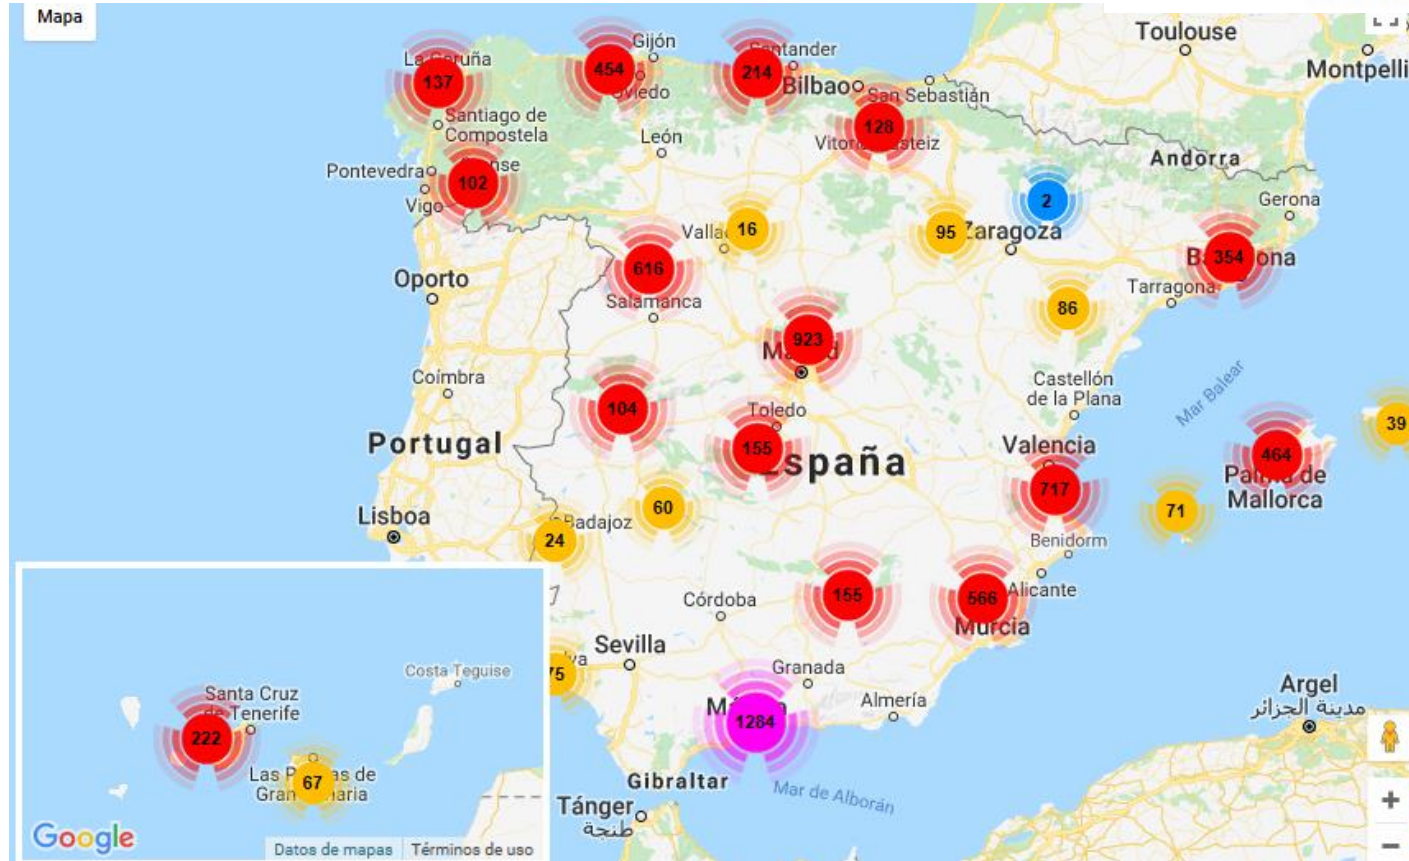 Mapa
Toulouse
Montpelli
Gijón
Santander
La Coruña
137
454
214
Oviedo
Bilbao
San Sebastián
Santiago de
Compostela
León
128
Andorra
Pontevedra
102
Vigo
2
Gerona
16
95
Zaragoza
616
354
Oporto
Salamanca
Tarragona
86
923
Madrid
Coímbra
Castellón
de la Plana
Mar Balear
104
Toledo
39
Portugal
155
España
Valencia
464
Palma de
Mallorca
717
71
60
Lisboa
Badajoz
24
Benidorm
155
566
Alicante
Córdoba
Murcia
Sevilla
75
Granada
Costa Teguise
Santa Cruz
de Tenerife
1284
Almería
Argel
مدينة الجزائر
222
Las Palmas de
Gran Canaria
67
Gibraltar
Mar de Alborán
Tánger
طنجة
Google
Datos de mapas
Términos de uso
+
−